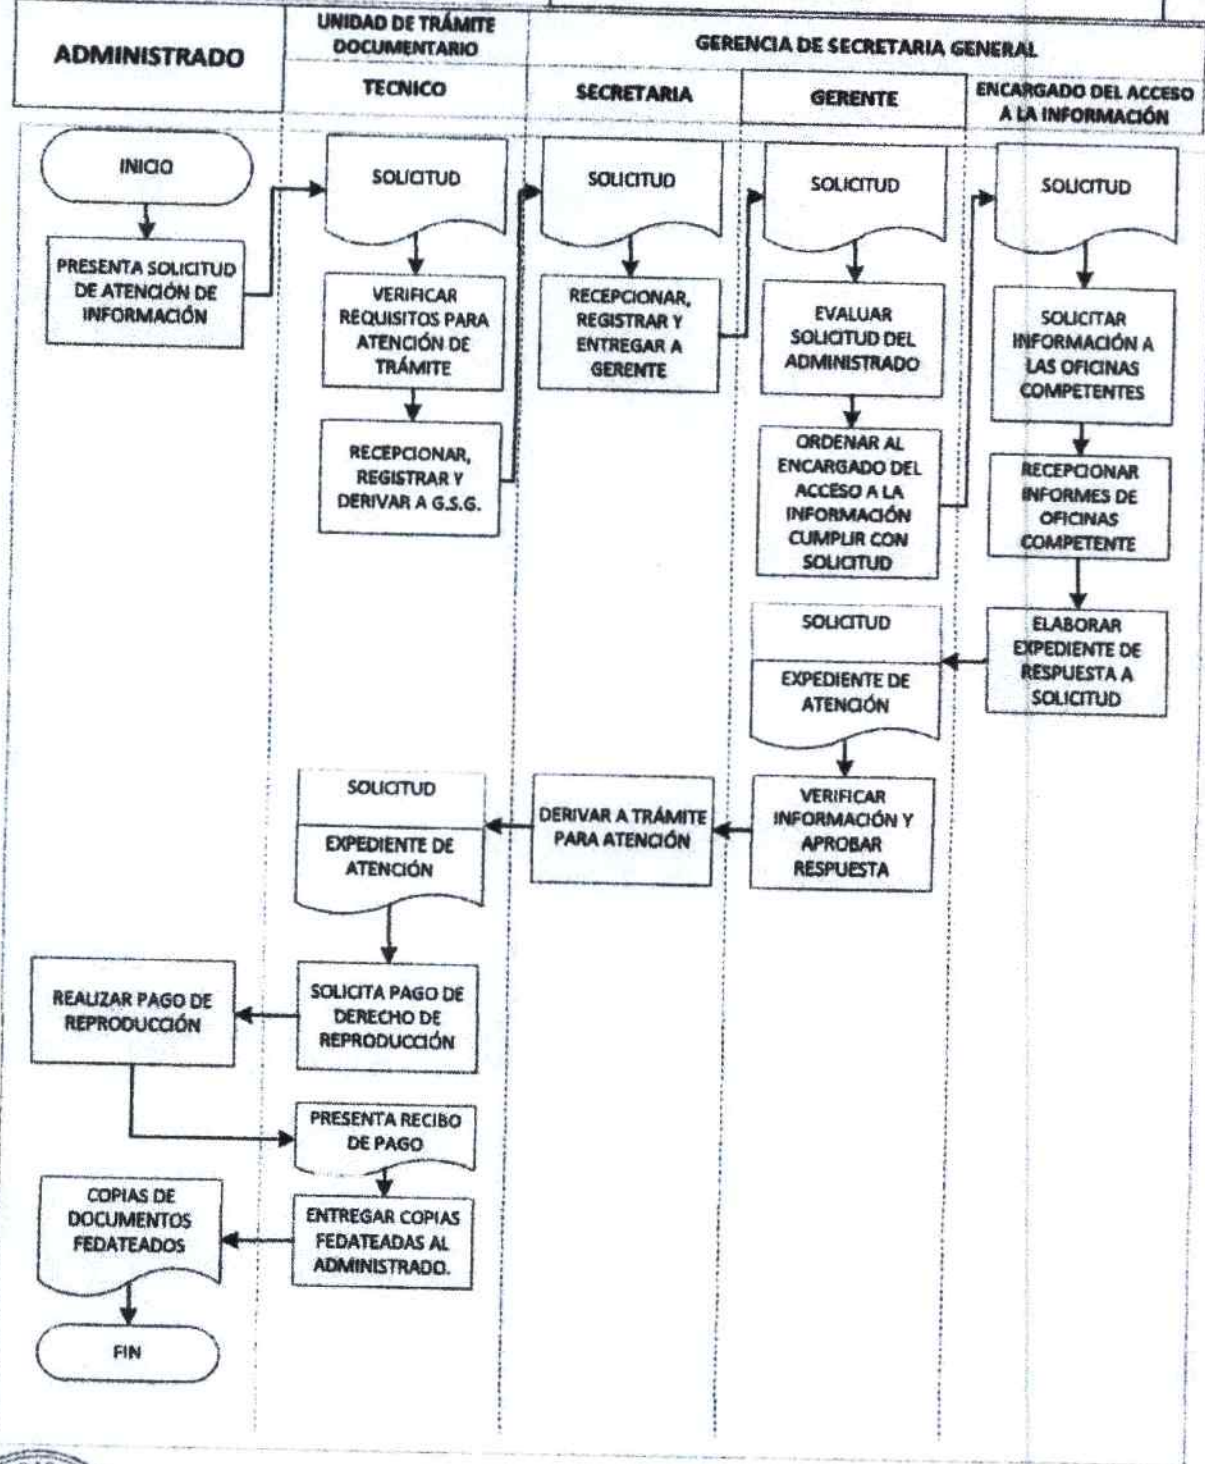 ADMINISTRADO
UNIDAD DE TRÁMITE
DOCUMENTARIO
TECNICO
GERENCIA DE SECRETARIA GENERAL
SECRETARIA
GERENTE
ENCARGADO DEL ACCESO
A LA INFORMACIÓN
INICIO
PRESENTA SOLICITUD
DE ATENCIÓN DE
INFORMACIÓN
SOLICITUD
VERIFICAR
REQUISITOS PARA
ATENCIÓN DE
TRÁMITE
RECEPCIONAR,
REGISTRAR Y
DERIVAR A G.S.G.
SOLICITUD
RECEPCIONAR,
REGISTRAR Y
ENTREGAR A
GERENTE
SOLICITUD
EVALUAR
SOLICITUD DEL
ADMINISTRADO
ORDENAR AL
ENCARGADO DEL
ACCESO A LA
INFORMACIÓN
CUMPLIR CON
SOLICITUD
SOLICITUD
SOLICITAR
INFORMACIÓN A
LAS OFICINAS
COMPETENTES
RECEPCIONAR
INFORMES DE
OFICINAS
COMPETENTE
ELABORAR
EXPEDIENTE DE
RESPUESTA A
SOLICITUD
SOLICITUD
EXPEDIENTE DE
ATENCIÓN
VERIFICAR
INFORMACIÓN Y
APROBAR
RESPUESTA
DERIVAR A TRÁMITE
PARA ATENCIÓN
SOLICITUD
EXPEDIENTE DE
ATENCIÓN
SOLICITA PAGO DE
DERECHO DE
REPRODUCCIÓN
REALIZAR PAGO DE
REPRODUCCIÓN
PRESENTA RECIBO
DE PAGO
ENTREGAR COPIAS
FEDATEADAS AL
ADMINISTRADO.
COPIAS DE
DOCUMENTOS
FEDATEADOS
FIN